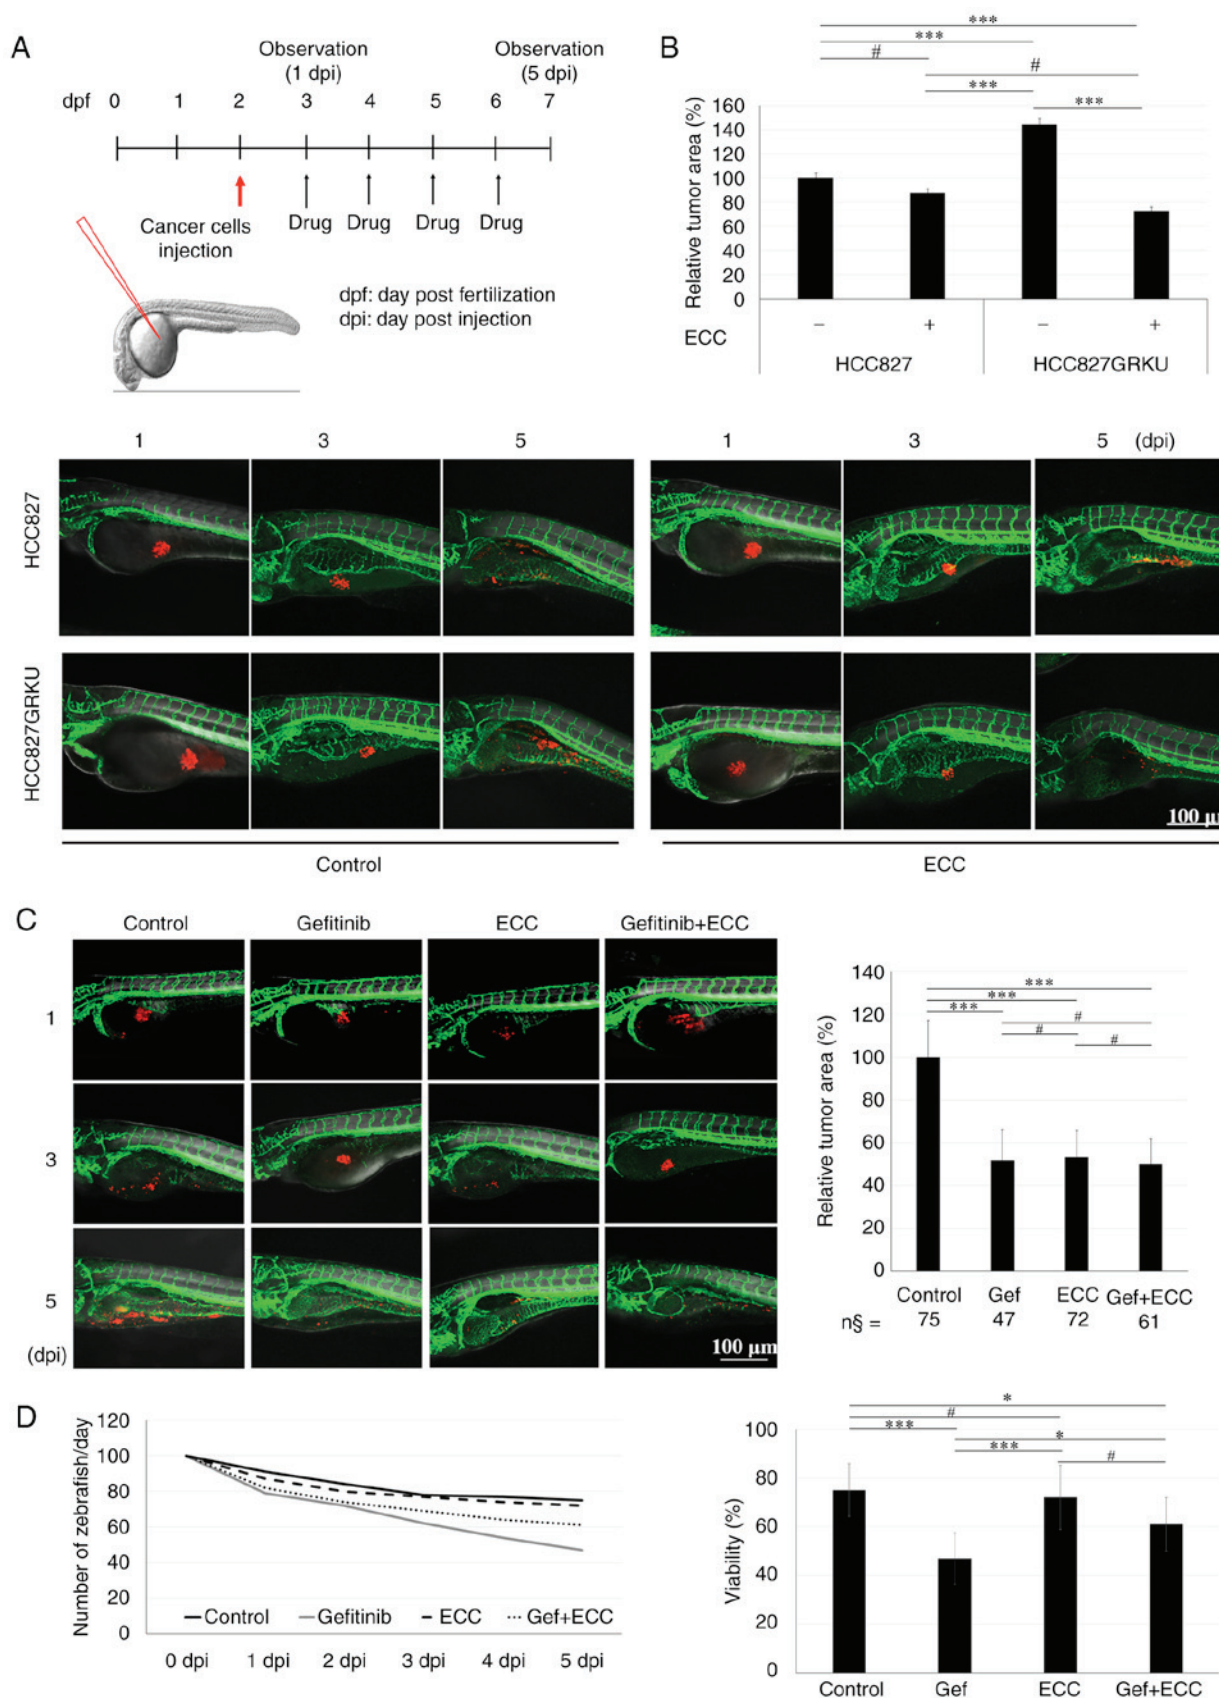 A
Observation
(1 dpi)
Observation
(5 dpi)
dpf 0 1 2 3 4 5 6 7
Cancer cells
injection
Drug Drug Drug Drug
dpf: day post fertilization
dpi: day post injection
B
***
***
#
#
***
***
Relative tumor area (%)
160
140
120
100
80
60
40
20
0
ECC − + − +
HCC827 HCC827GRKU
1 3 5 1 3 5 (dpi)
HCC827
HCC827GRKU
100 μm
Control ECC
C
Control Gefitinib ECC Gefitinib+ECC
1
3
5
(dpi)
100 μm
Relative tumor area (%)
140
120
100
80
60
40
20
0
***
***
***
#
#
#
Control Gef ECC Gef+ECC
n§ = 75 47 72 61
D
Number of zebrafish/day
120
100
80
60
40
20
0
Control Gefitinib ECC Gef+ECC
0 dpi 1 dpi 2 dpi 3 dpi 4 dpi 5 dpi
Viability (%)
100
80
60
40
20
0
*
#
***
*
***
#
Control Gef ECC Gef+ECC